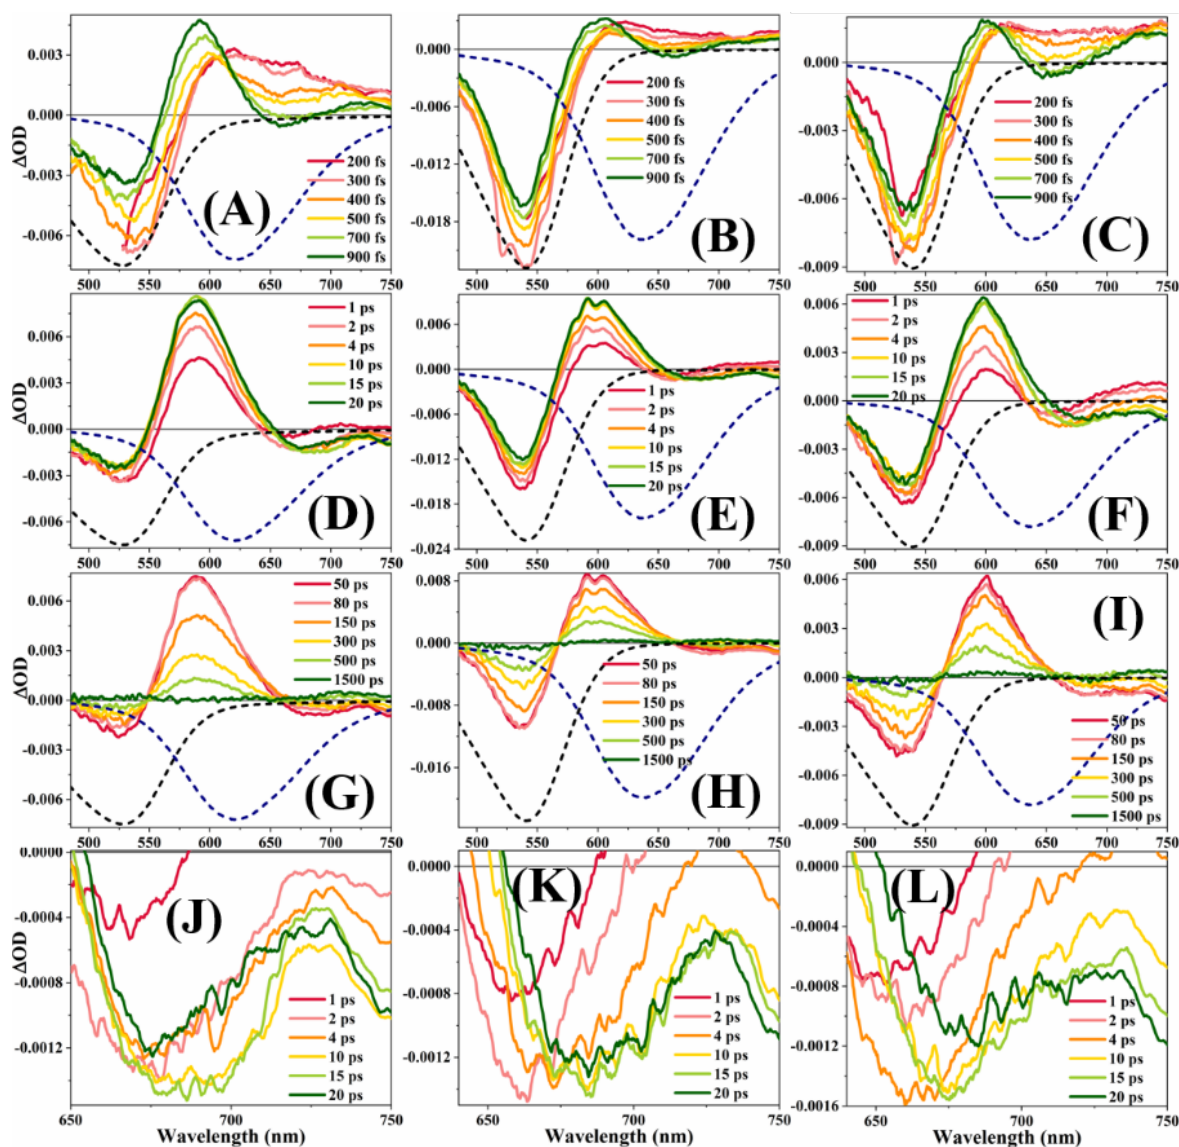 0.003
0.000
-0.003
-0.006
ΔOD
200 fs
300 fs
400 fs
500 fs
700 fs
900 fs
(A)
500 550 600 650 700 750
0.000
-0.006
-0.012
-0.018
200 fs
300 fs
400 fs
500 fs
700 fs
900 fs
(B)
500 550 600 650 700 750
0.000
-0.003
-0.006
-0.009
200 fs
300 fs
400 fs
500 fs
700 fs
900 fs
(C)
500 550 600 650 700 750
0.006
0.003
0.000
-0.003
-0.006
ΔOD
1 ps
2 ps
4 ps
10 ps
15 ps
20 ps
(D)
500 550 600 650 700 750
0.006
0.000
-0.006
-0.012
-0.018
-0.024
1 ps
2 ps
4 ps
10 ps
15 ps
20 ps
(E)
500 550 600 650 700 750
0.006
0.003
0.000
-0.003
-0.006
-0.009
1 ps
2 ps
4 ps
10 ps
15 ps
20 ps
(F)
500 550 600 650 700 750
0.006
0.003
0.000
-0.003
-0.006
ΔOD
50 ps
80 ps
150 ps
300 ps
500 ps
1500 ps
(G)
500 550 600 650 700 750
0.008
0.000
-0.008
-0.016
50 ps
80 ps
150 ps
300 ps
500 ps
1500 ps
(H)
500 550 600 650 700 750
0.006
0.003
0.000
-0.003
-0.006
-0.009
(I)
50 ps
80 ps
150 ps
300 ps
500 ps
1500 ps
500 550 600 650 700 750
0.0000
-0.0004
-0.0008
-0.0012
ΔOD
(J)
1 ps
2 ps
4 ps
10 ps
15 ps
20 ps
650 700 750
Wavelength (nm)
0.0000
-0.0004
-0.0008
-0.0012
(K)
1 ps
2 ps
4 ps
10 ps
15 ps
20 ps
650 700 750
Wavelength (nm)
0.0000
-0.0004
-0.0008
-0.0012
-0.0016
(L)
1 ps
2 ps
4 ps
10 ps
15 ps
20 ps
650 700 750
Wavelength (nm)